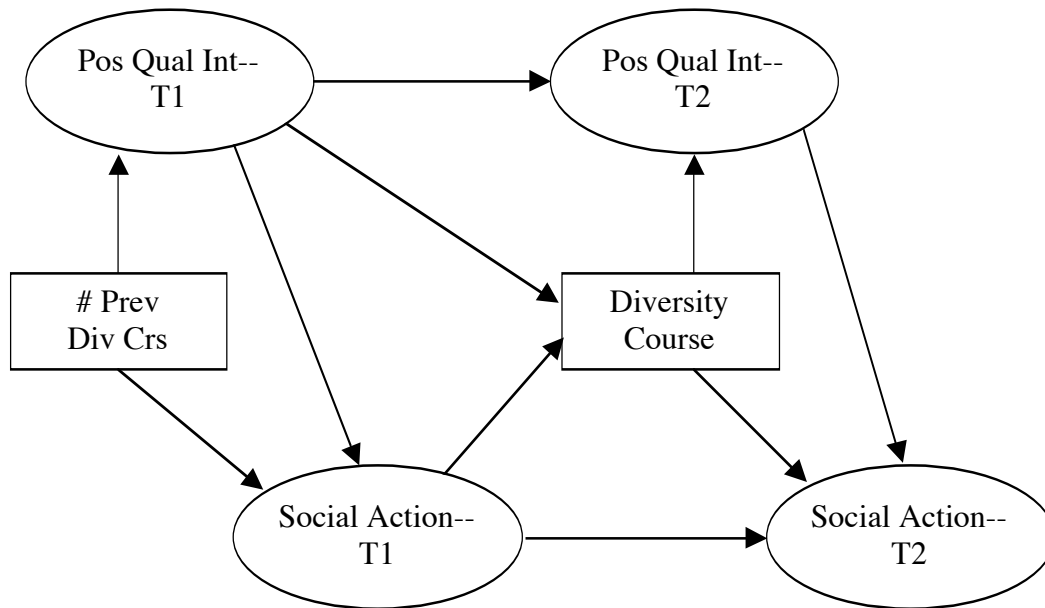 Pos Qual Int--
T1
Pos Qual Int--
T2
# Prev
Div Crs
Diversity
Course
Social Action--
T1
Social Action--
T2